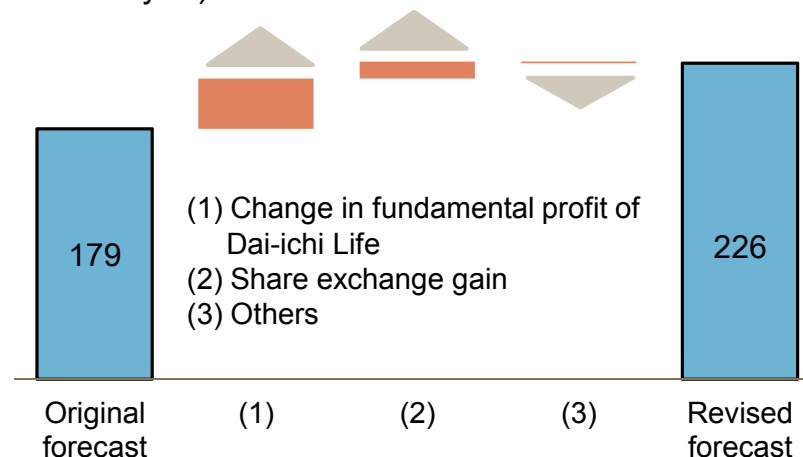 179
(1) Change in fundamental profit of
Dai-ichi Life
(2) Share exchange gain
(3) Others
226
Original
forecast
(1)
(2)
(3)
Revised
forecast